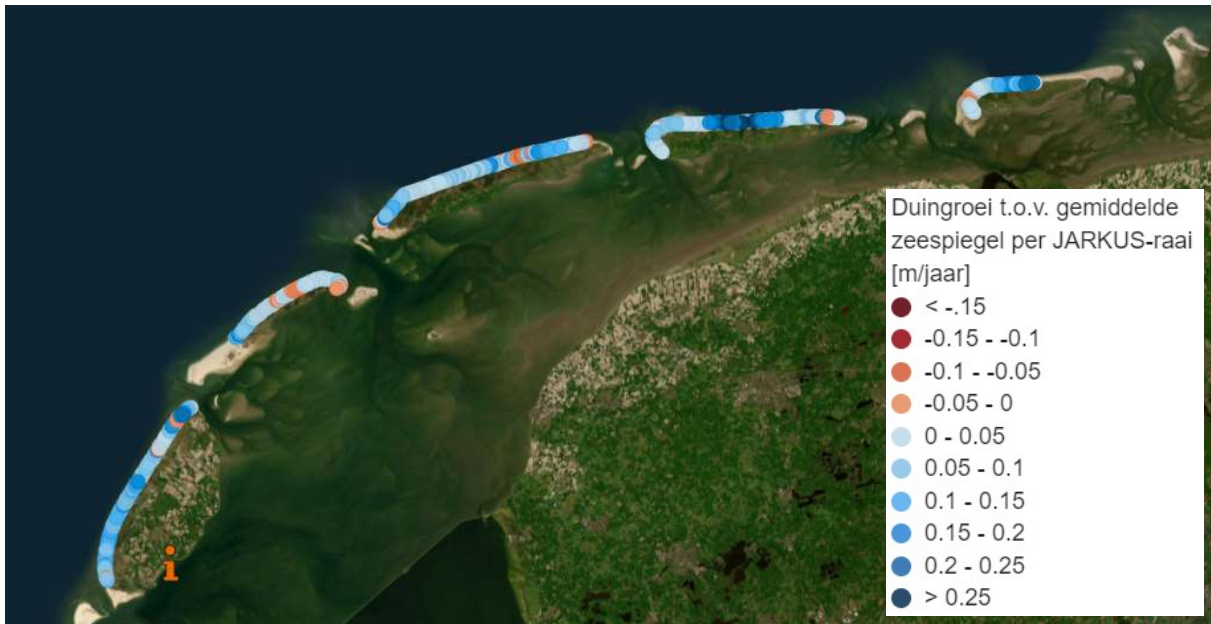 Duingroei t.o.v. gemiddelde
zeespiegel per JARKUS-raai
[m/jaar]
< -.15
-0.15 - -0.1
-0.1 - -0.05
-0.05 - 0
0 - 0.05
0.05 - 0.1
0.1 - 0.15
0.15 - 0.2
0.2 - 0.25
> 0.25
i